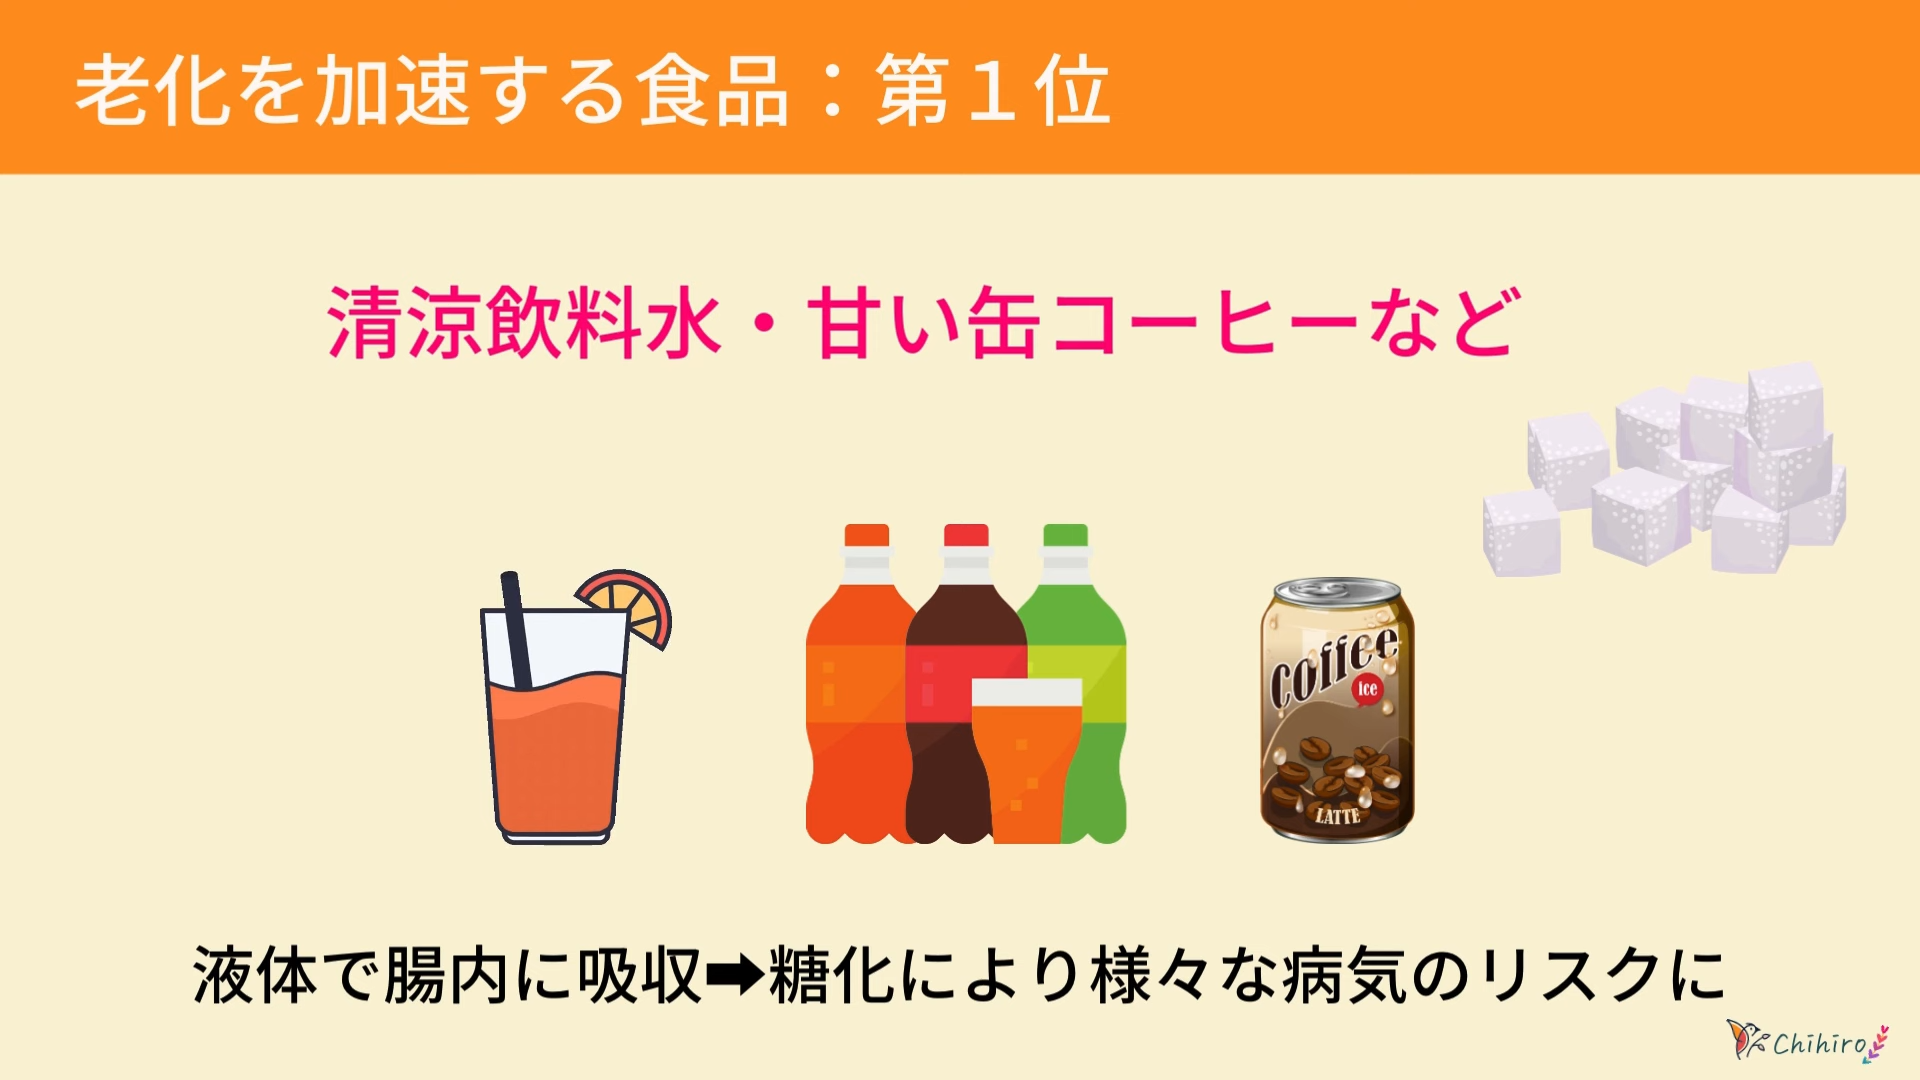 老化を加速する食品：第１位
清涼飲料水・甘い缶コーヒーなど
Coffee
ice
LATTE
液体で腸内に吸収➡糖化により様々な病気のリスクに
Chihiro